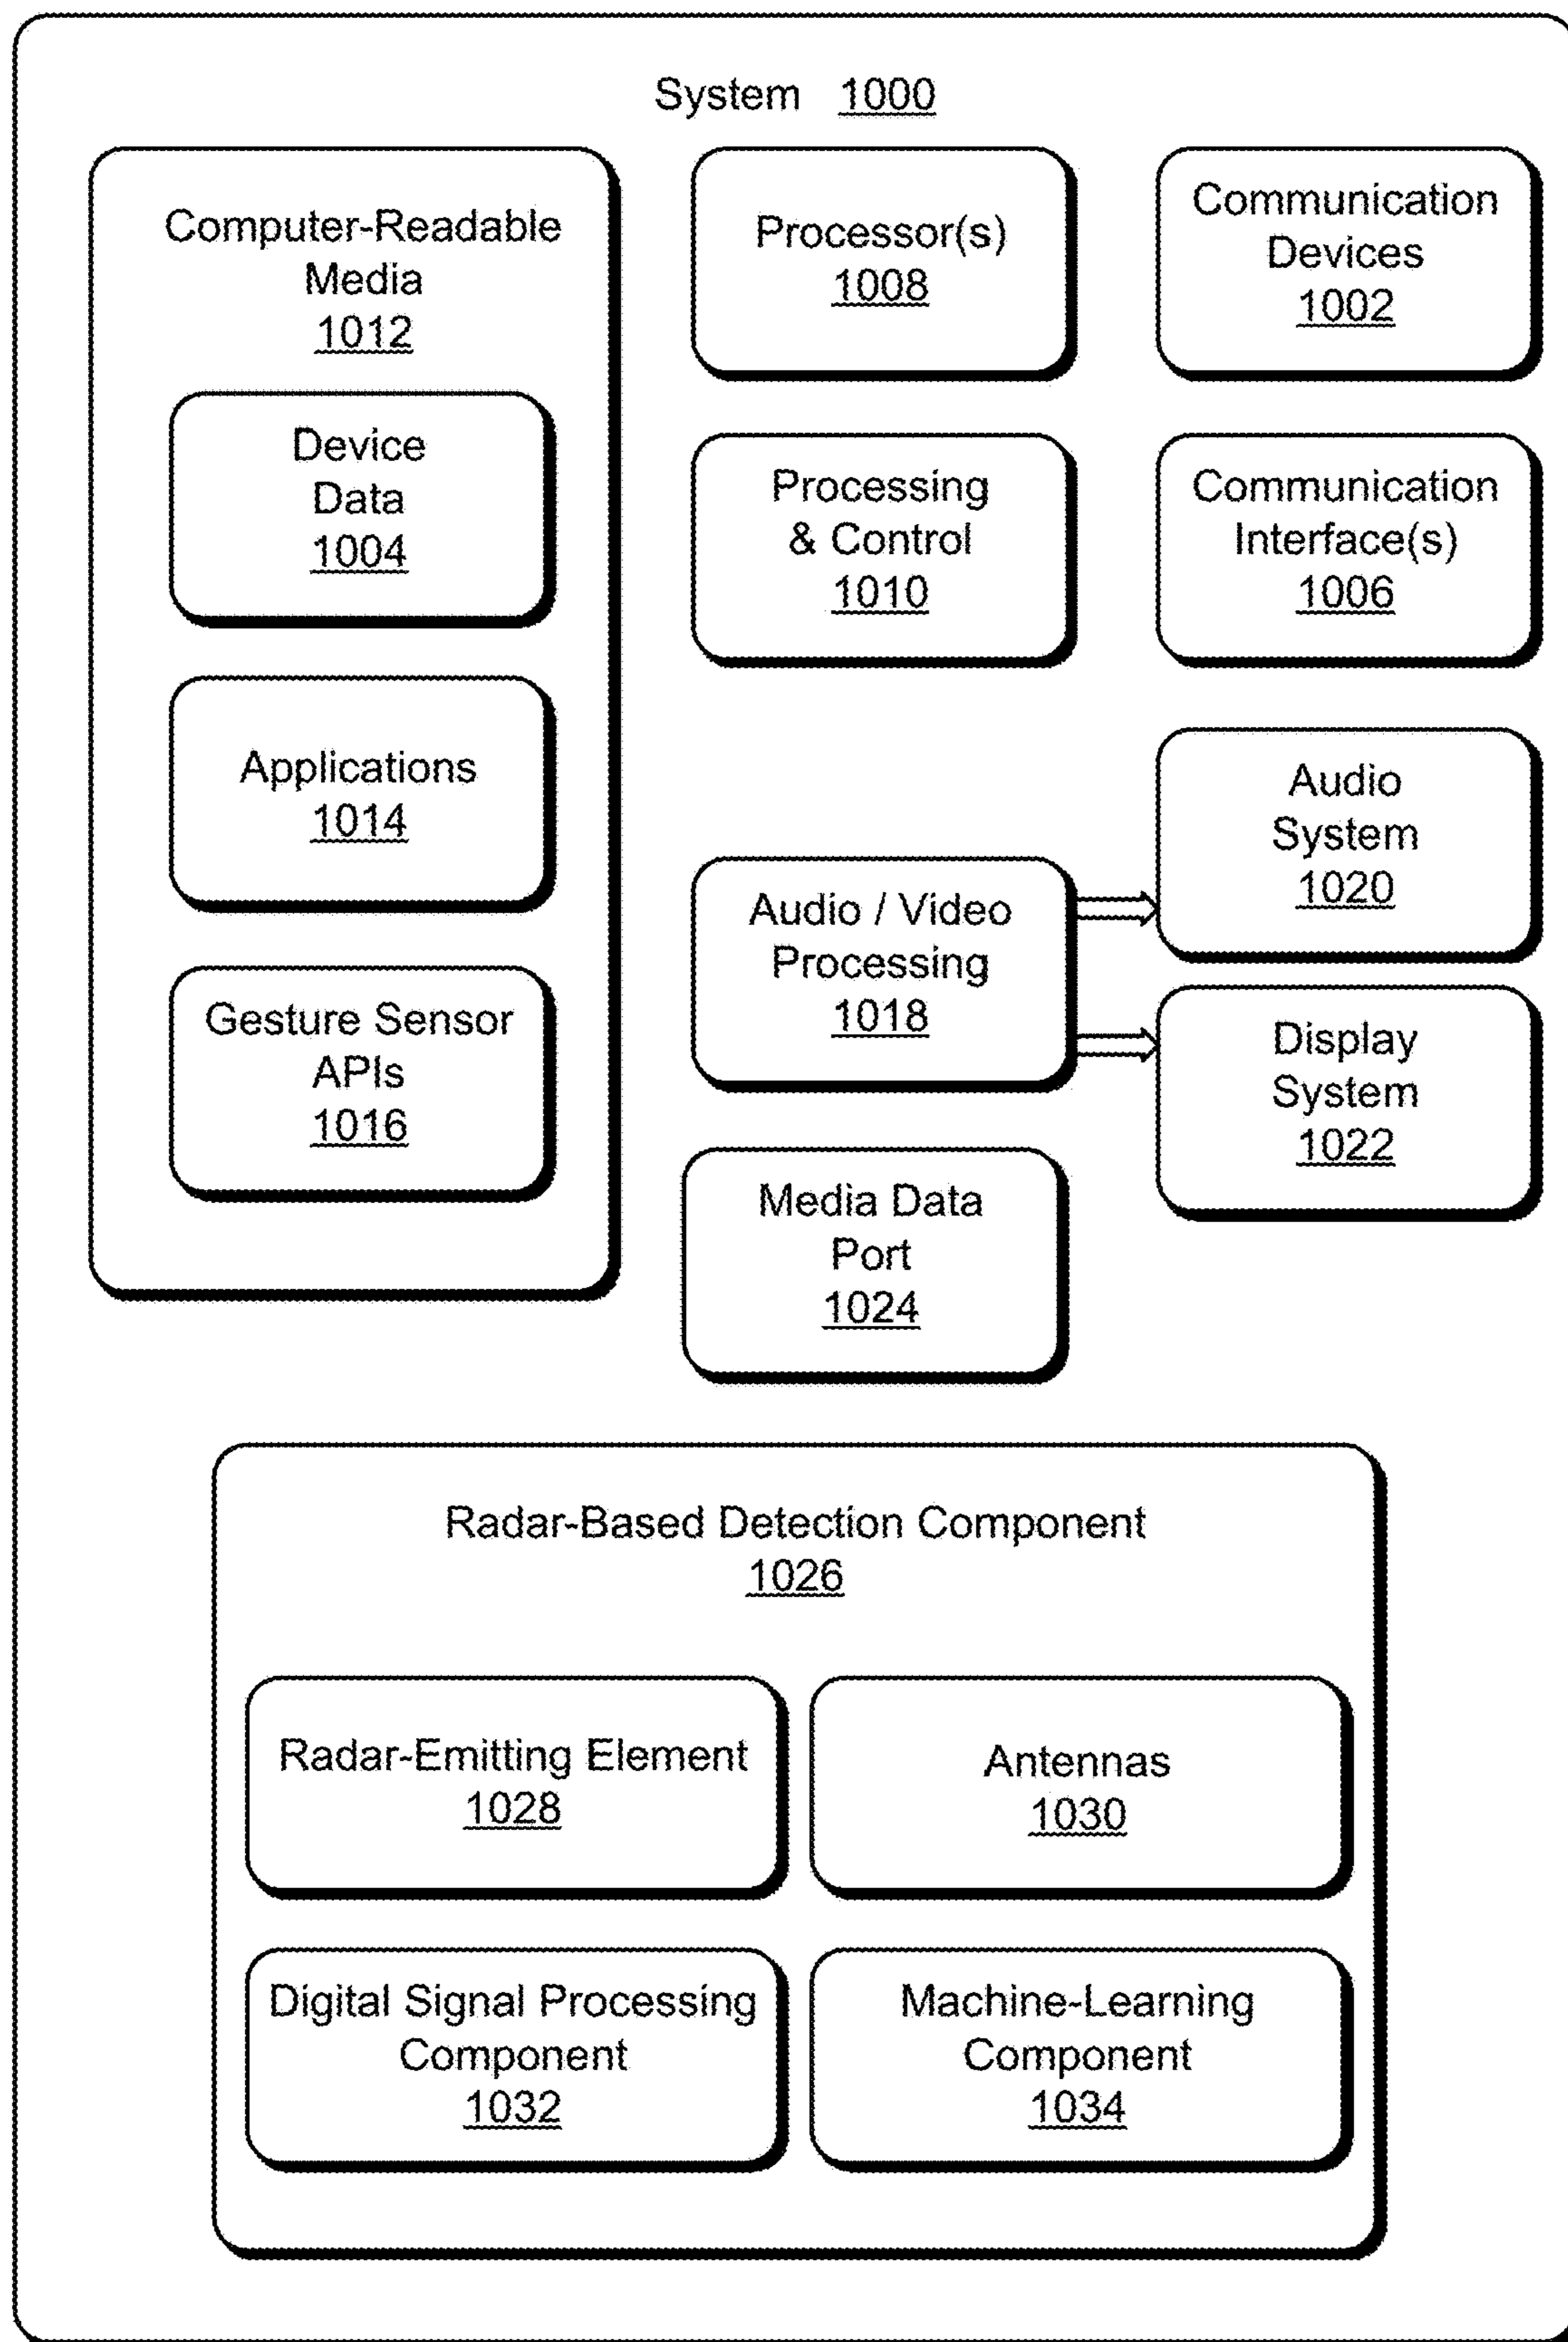 System 1000
Computer-Readable
Media
1012
Device
Data
1004
Applications
1014
Gesture Sensor
APIs
1016
Processor(s)
1008
Communication
Devices
1002
Processing
& Control
1010
Communication
Interface(s)
1006
Audio / Video
Processing
1018
Audio
System
1020
Display
System
1022
Media Data
Port
1024
Radar-Based Detection Component
1026
Radar-Emitting Element
1028
Antennas
1030
Digital Signal Processing
Component
1032
Machine-Learning
Component
1034